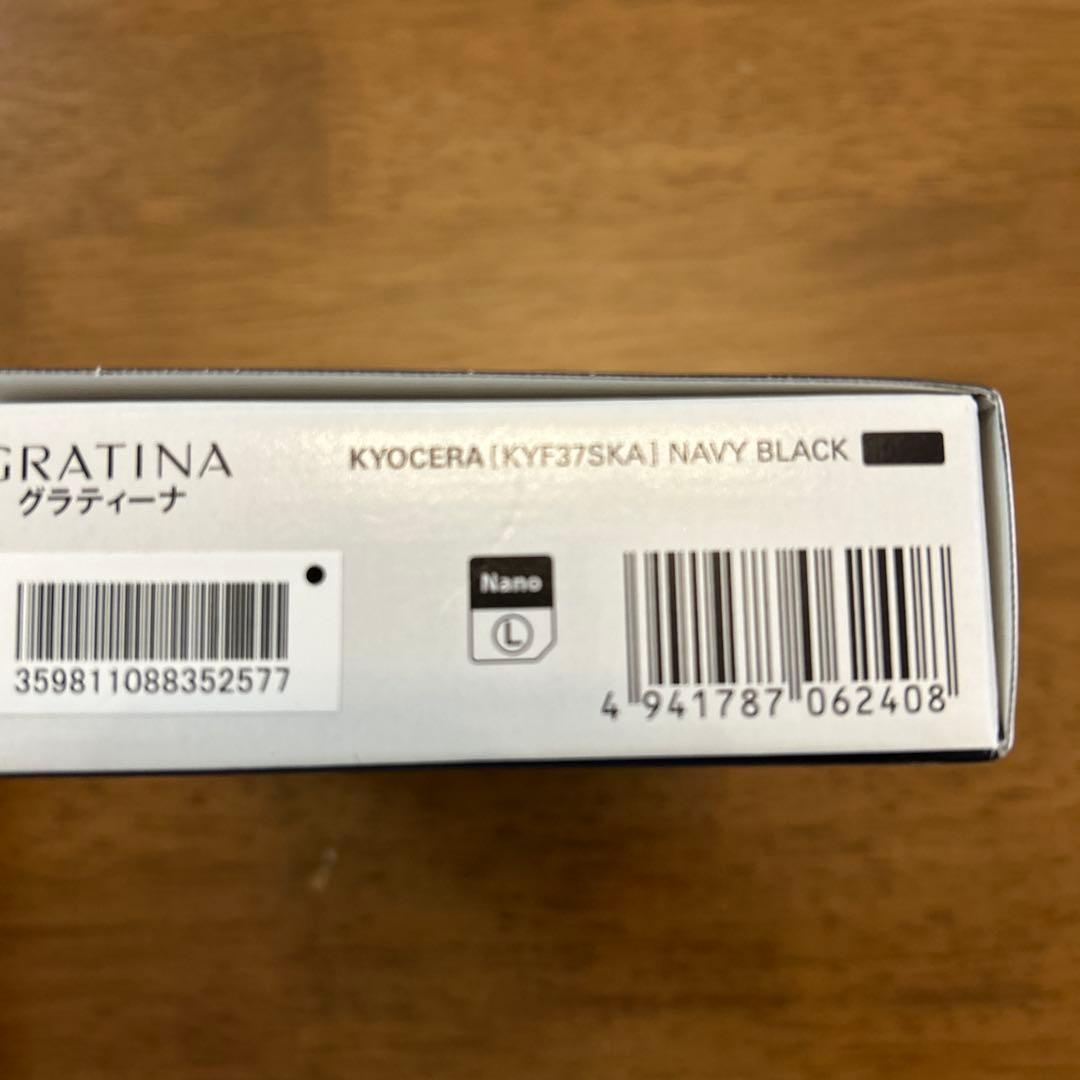 GRATINA
グラティーナ
KYOCERA [KYF37SKA] NAVY BLACK
359811088352577
Nano
L
4 941787 062408